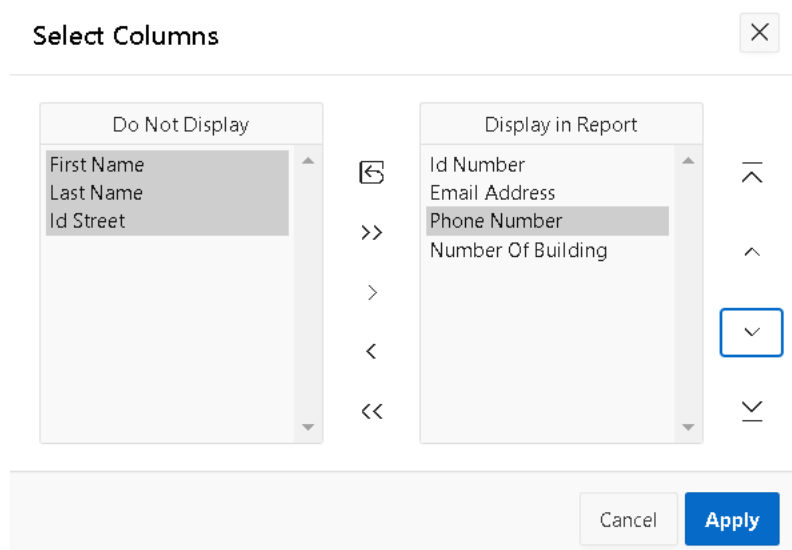 Select Columns
Do Not Display
First Name
Last Name
Id Street
Display in Report
Id Number
Email Address
Phone Number
Number Of Building
Cancel
Apply